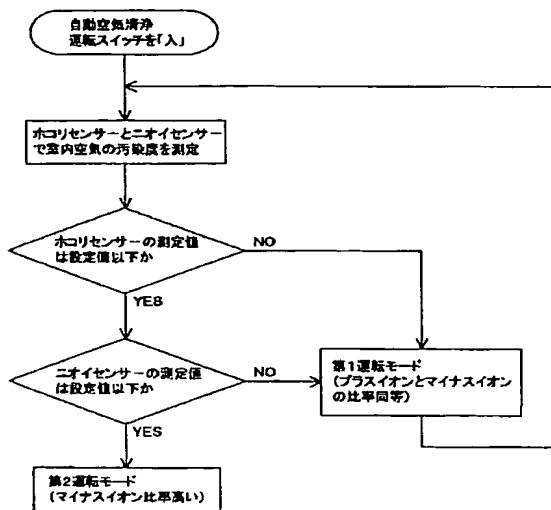 自動空気清浄
運転スイッチを「入」
ホコリセンサーとニオイセンサー
で室内空気の汚染度を測定
ホコリセンサーの測定値
は設定値以下か
NO
YES
ニオイセンサーの測定値
は設定値以下か
NO
第1運転モード
(プラスイオンとマイナスイオン
の比率同等)
YES
第2運転モード
(マイナスイオン比率高い)